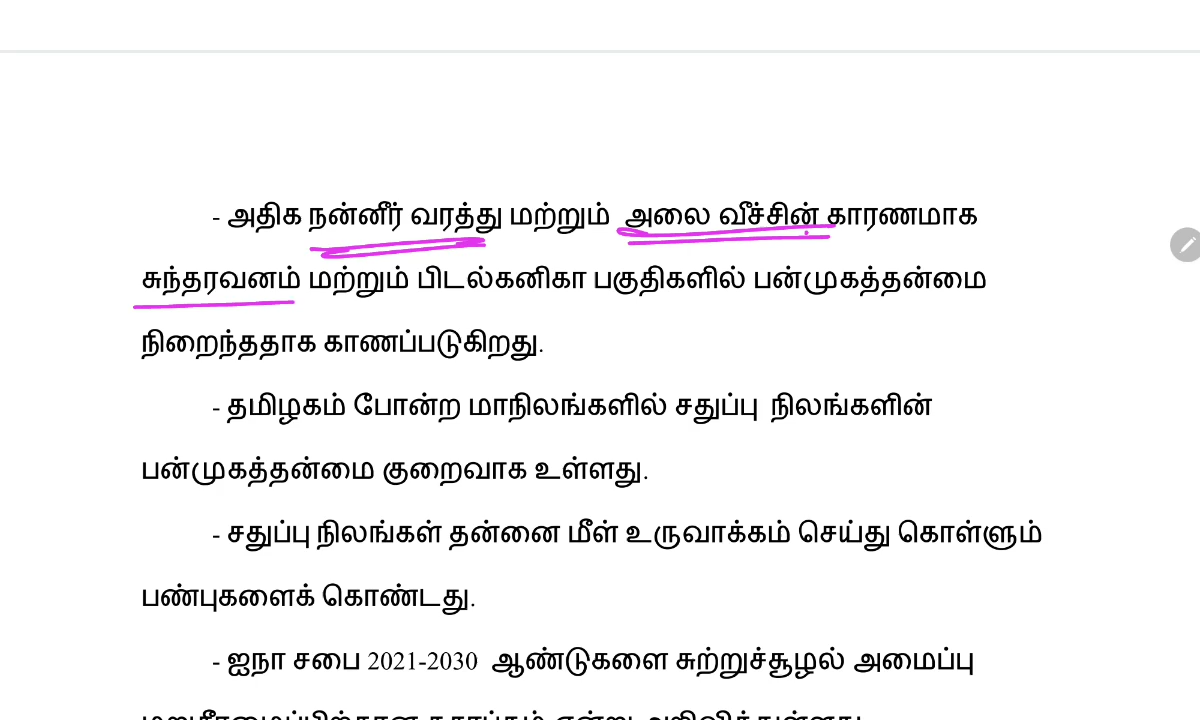 - அதிக நன்னீர் வரத்து மற்றும் அலை வீச்சின் காரணமாக
சுந்தரவனம் மற்றும் பிடல்கனிகா பகுதிகளில் பன்முகத்தன்மை
நிறைந்ததாக காணப்படுகிறது.
- தமிழகம் போன்ற மாநிலங்களில் சதுப்பு நிலங்களின்
பன்முகத்தன்மை குறைவாக உள்ளது.
- சதுப்பு நிலங்கள் தன்னை மீள் உருவாக்கம் செய்து கொள்ளும்
பண்புகளைக் கொண்டது.
- ஐநா சபை 2021-2030 ஆண்டுகளை சுற்றுச்சூழல் அமைப்பு